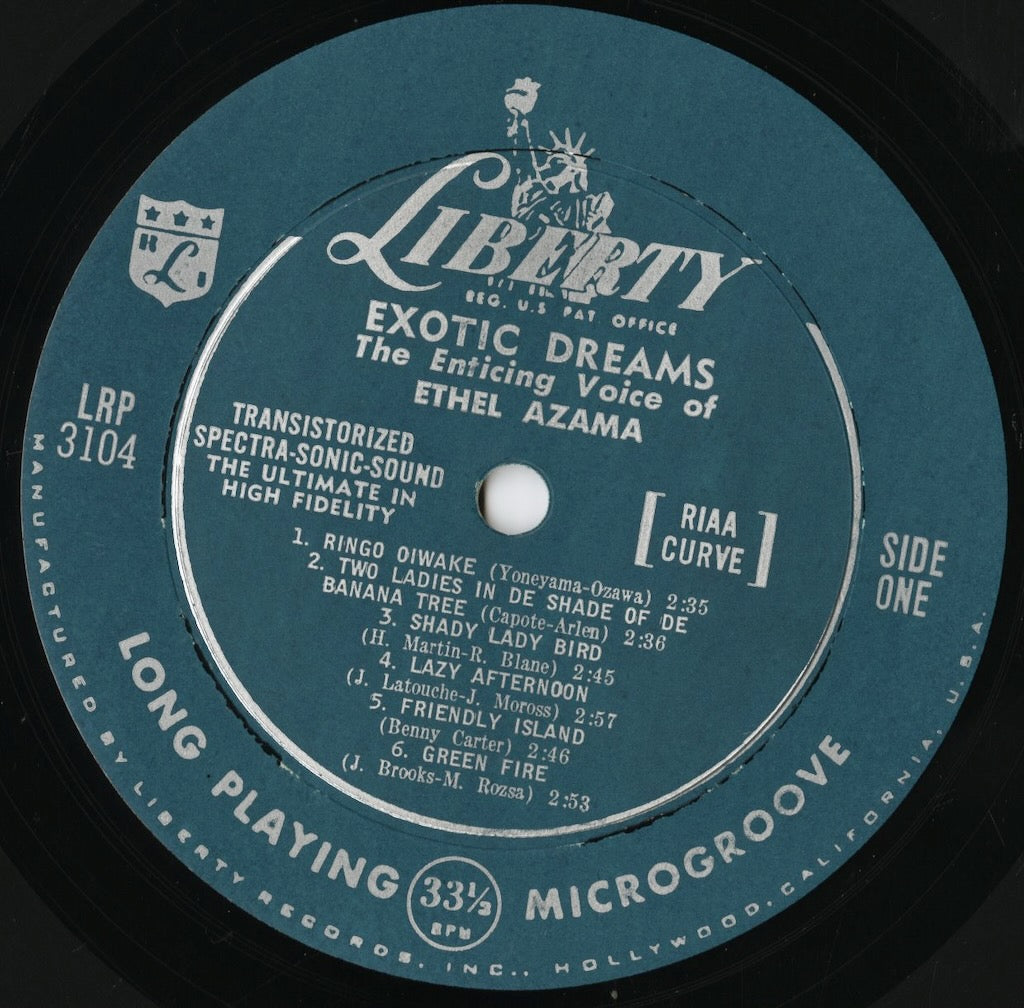 LIBERTY
REG. U.S PAT OFFICE
EXOTIC DREAMS
The Enticing Voice of
ETHEL AZAMA
LRP
3104
TRANSISTORIZED
SPECTRA-SONIC-SOUND
THE ULTIMATE IN
HIGH FIDELITY
[RIAA
CURVE]
SIDE
ONE
1. RINGO OIWAKE (Yoneyama-Ozawa) 2:35
2. TWO LADIES IN DE SHADE OF DE
BANANA TREE (Capote-Arlen) 2:36
3. SHADY LADY BIRD
(H. Martin-R. Blane) 2:45
4. LAZY AFTERNOON
(J. Latouche-J. Moross) 2:57
5. FRIENDLY ISLAND
(Benny Carter) 2:46
6. GREEN FIRE
(J. Brooks-M. Rozsa) 2:53
LONG PLAYING 33⅓ RPM MICROGROOVE
MANUFACTURED BY LIBERTY RECORDS, INC., HOLLYWOOD, CALIFORNIA, U.S.A.